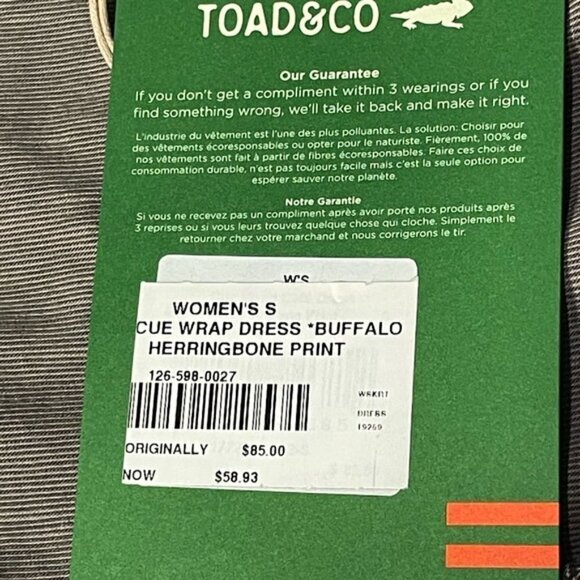 TOAD&CO
Our Guarantee
If you don't get a compliment within 3 wearings or if you
find something wrong, we'll take it back and make it right.
L'industrie du vêtement est l'une des plus polluantes. La solution: Choisir pour
des vêtements écoresponsables ou opter pour le naturiste. Fièrement, 100% de
nos vêtements sont fait à partir de fibres écoresponsables. Faire ces choix de
consommation durable, n'est pas toujours facile mais c'est la seule option pour
espérer sauver notre planète.
Notre Garantie
Si vous ne recevez pas un compliment après avoir porté nos produits après
3 reprises ou si vous leurs trouvez quelque chose qui cloche. Simplement le
retourner chez votre marchand et nous corrigerons le tir.
W'S
WOMEN'S S
CUE WRAP DRESS *BUFFALO
HERRINGBONE PRINT
126-598-0027
WSKRT
DRESS
19269
ORIGINALLY $85.00
NOW $58.93